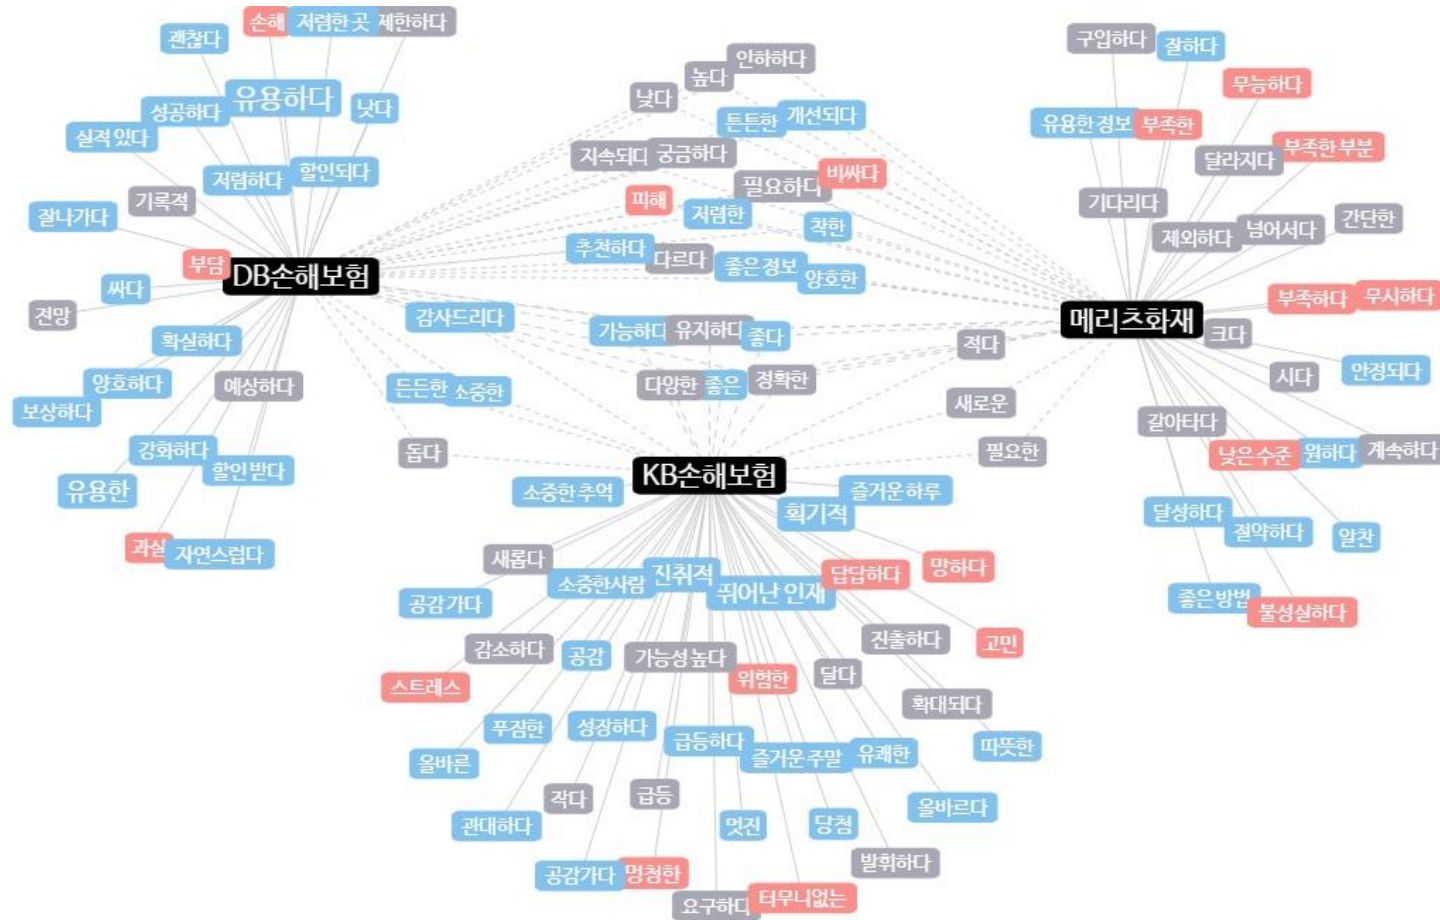 손해
저렴한 곳
제한하다
괜찮다
유용하다
낫다
성공하다
실적 있다
저렴하다
할인되다
기록적
잘나가다
부담
DB손해보험
싸다
전망
확실하다
양호하다
예상하다
보상하다
강화하다
할인 받다
유용한
과실
자연스럽다
인하하다
높다
낮다
튼튼한
개선되다
지속되다
궁금하다
필요하다
비싸다
피해
저렴한
착한
추천하다
다르다
좋은 정보
양호한
감사드리다
가능하다
유지하다
좋다
적다
다양한
좋은
정확한
든든한
소중한
새로운
돕다
필요한
구입하다
잘하다
무능하다
유용한 정보
부족한
달라지다
부족한 부분
기다리다
제외하다
넘어서다
간단한
메리츠화재
부족하다
무시하다
크다
시다
안정되다
갈아타다
낮은 수준
원하다
계속하다
달성하다
절약하다
알찬
좋은 방법
불성실하다
KB손해보험
소중한 추억
즐거운 하루
획기적
새롭다
소중한사람
진취적
뛰어난 인재
답답하다
망하다
공감 가다
감소하다
공감
가능성 높다
위험한
달다
진출하다
고민
스트레스
확대되다
푸짐한
성장하다
급등하다
즐거운 주말
유쾌한
따뜻한
올바른
작다
급등
관대하다
멋진
당첨
올바르다
공감가다
멍청한
발휘하다
요구하다
터무니없는